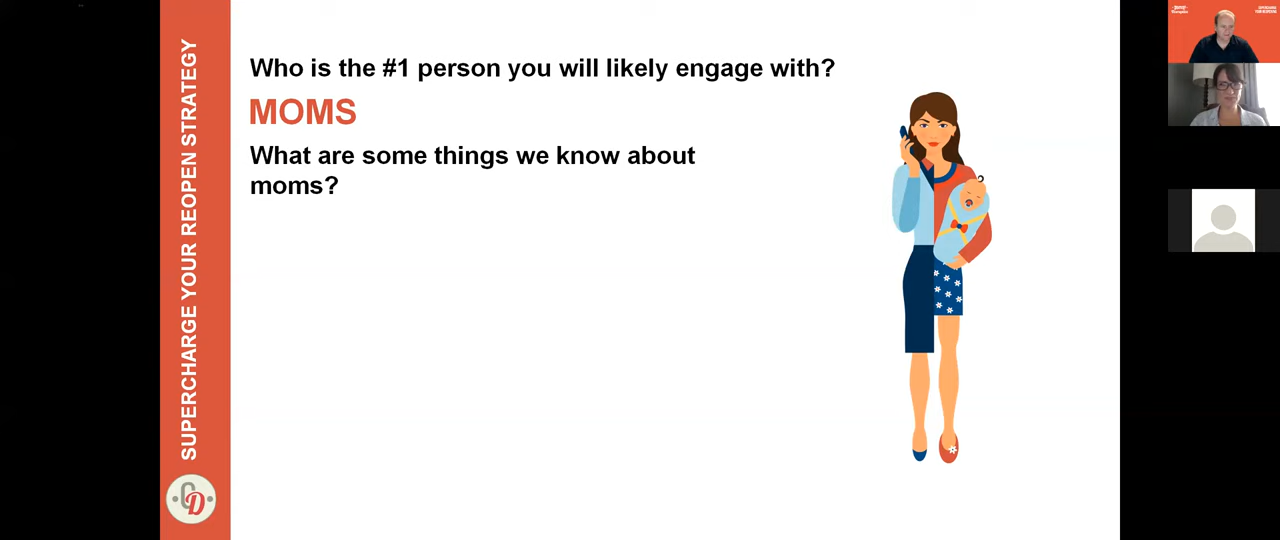 SUPERCHARGE YOUR REOPEN STRATEGY
Who is the #1 person you will likely engage with?
MOMS
What are some things we know about
moms?
CD